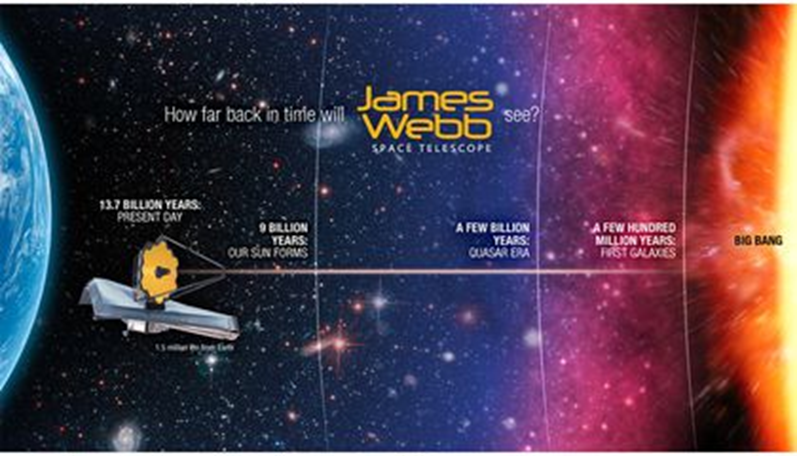 How far back in time will James Webb see?
SPACE TELESCOPE
13.7 BILLION YEARS:
PRESENT DAY
9 BILLION
YEARS:
OUR SUN FORMS
A FEW BILLION
YEARS:
QUASAR ERA
A FEW HUNDRED
MILLION YEARS:
FIRST GALAXIES
BIG BANG
1.5 million km from Earth